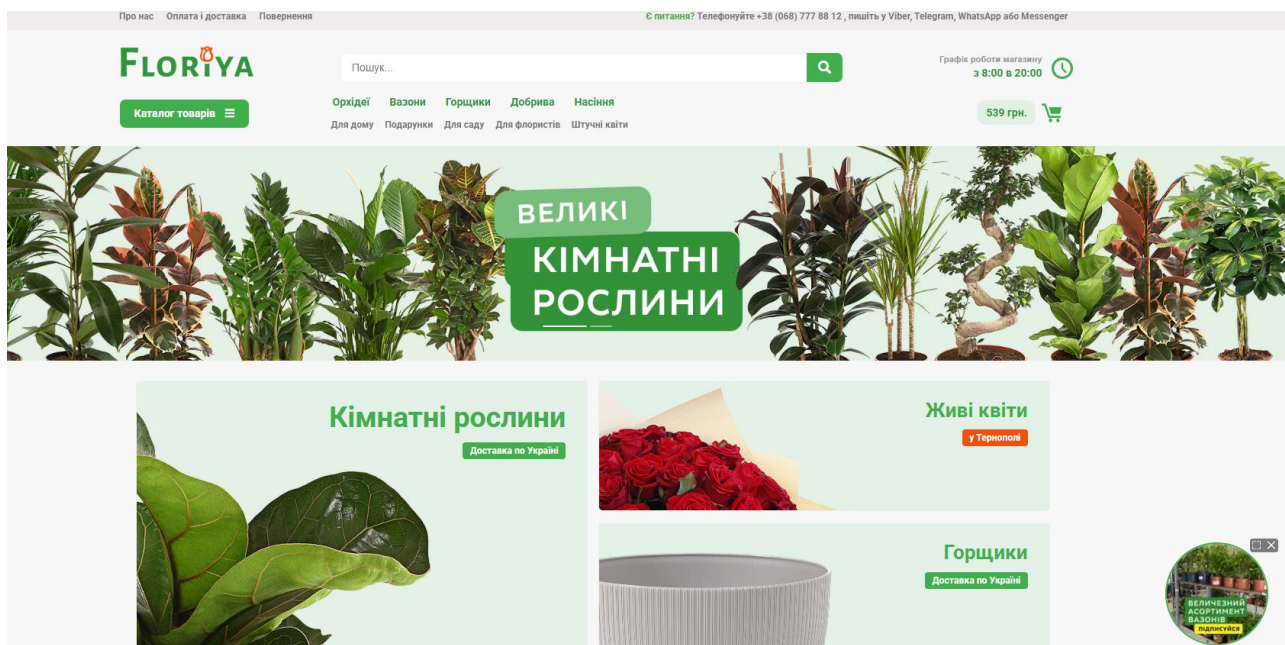 Про нас Оплата і доставка Повернення
Є питання? Телефонуйте +38 (068) 777 88 12 , пишіть у Viber, Telegram, WhatsApp або Messenger
FLORIYA
Пошук...
Графік роботи магазину
з 8:00 в 20:00
Каталог товарів
Орхідеї Вазони Горщики Добрива Насіння
Для дому Подарунки Для саду Для флористів Штучні квіти
539 грн.
ВЕЛИКІ
КІМНАТНІ
РОСЛИНИ
Кімнатні рослини
Доставка по Україні
Живі квіти
у Тернополі
Горщики
Доставка по Україні
ВЕЛИЧЕЗНИЙ
АСОРТИМЕНТ
ВАЗОНІВ
ПІДПИСУЙСЯ